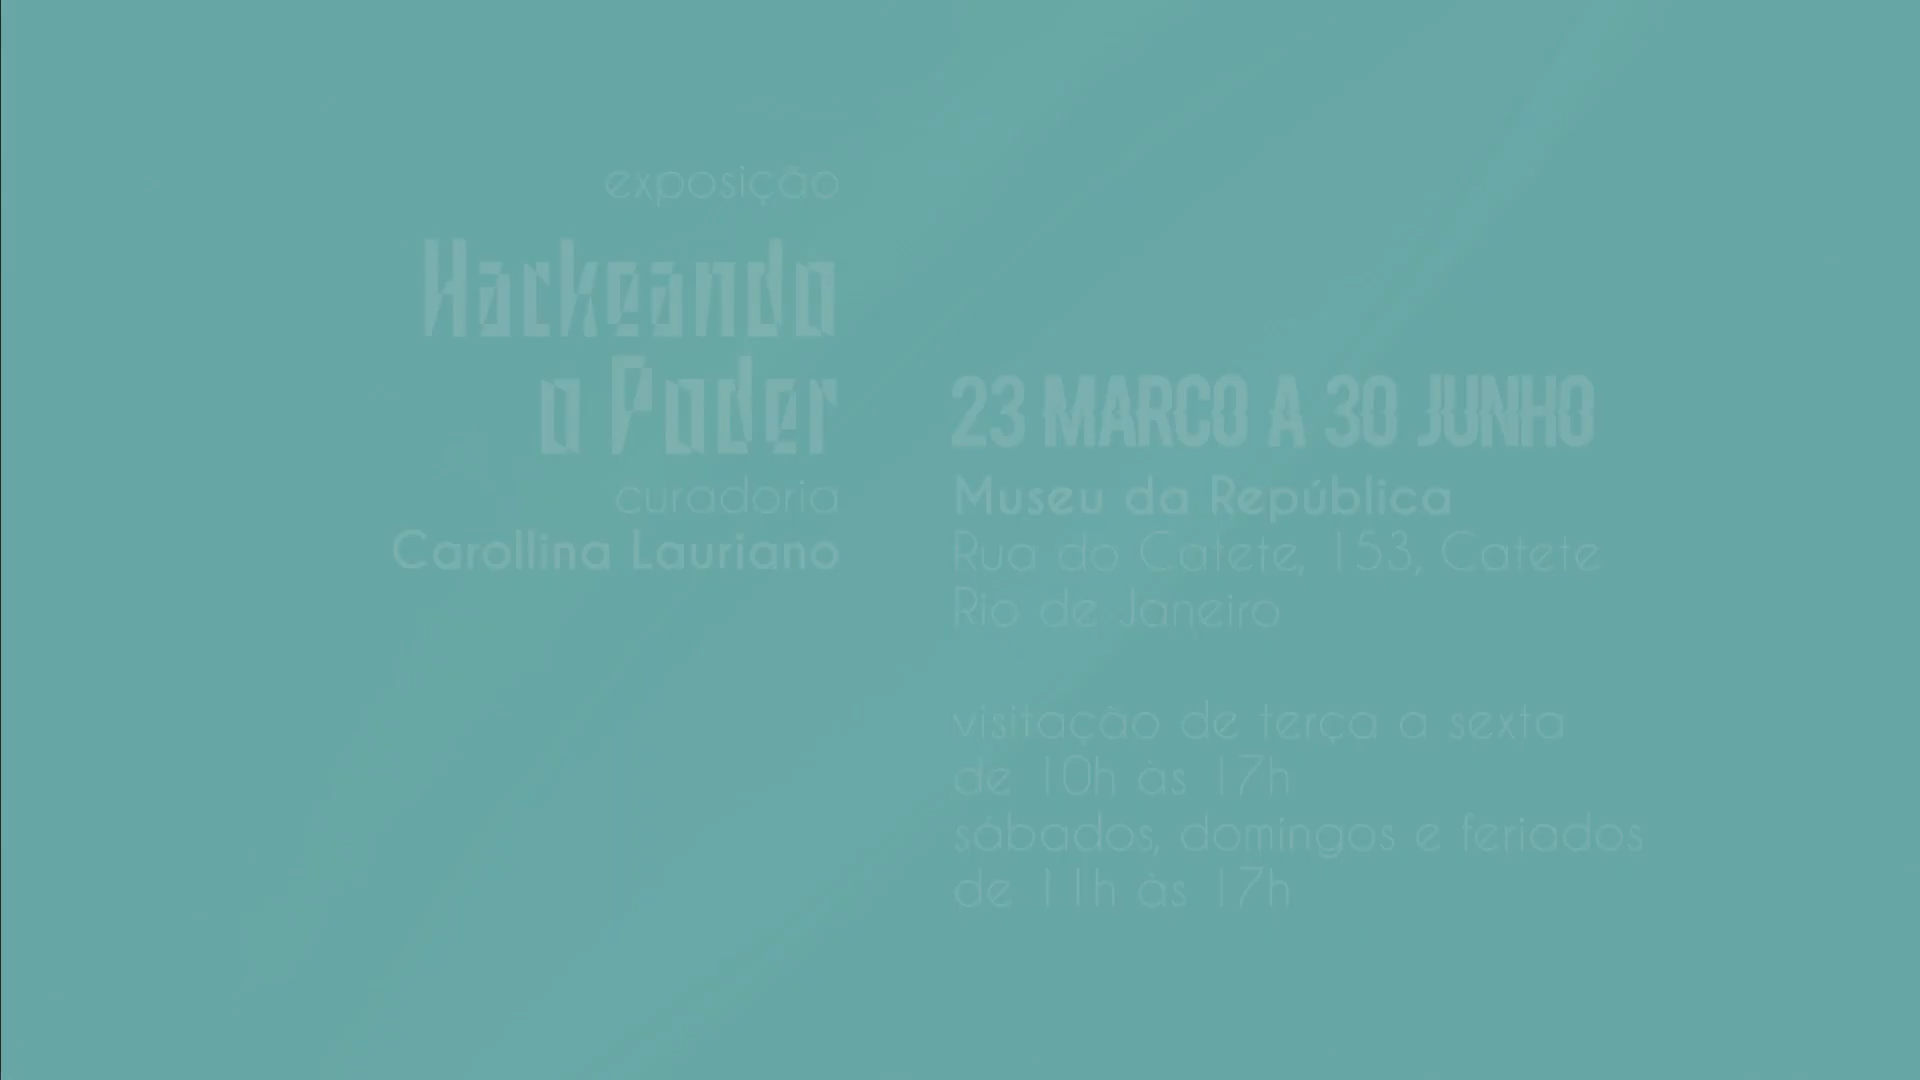 exposição
Hackeando
o Poder
curadoria
Carollina Lauriano
23 MARCO A 30 JUNHO
Museu da República
Rua do Catete, 153, Catete
Rio de Janeiro
visitação de terça a sexta
de 10h às 17h
sábados, domingos e feriados
de 11h às 17h